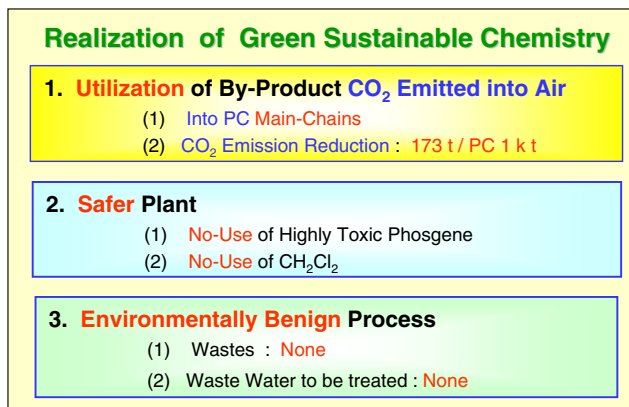 Realization of Green Sustainable Chemistry
1. Utilization of By-Product CO₂ Emitted into Air
(1) Into PC Main-Chains
(2) CO₂ Emission Reduction : 173 t / PC 1 k t
2. Safer Plant
(1) No-Use of Highly Toxic Phosgene
(2) No-Use of CH₂Cl₂
3. Environmentally Benign Process
(1) Wastes : None
(2) Waste Water to be treated : None